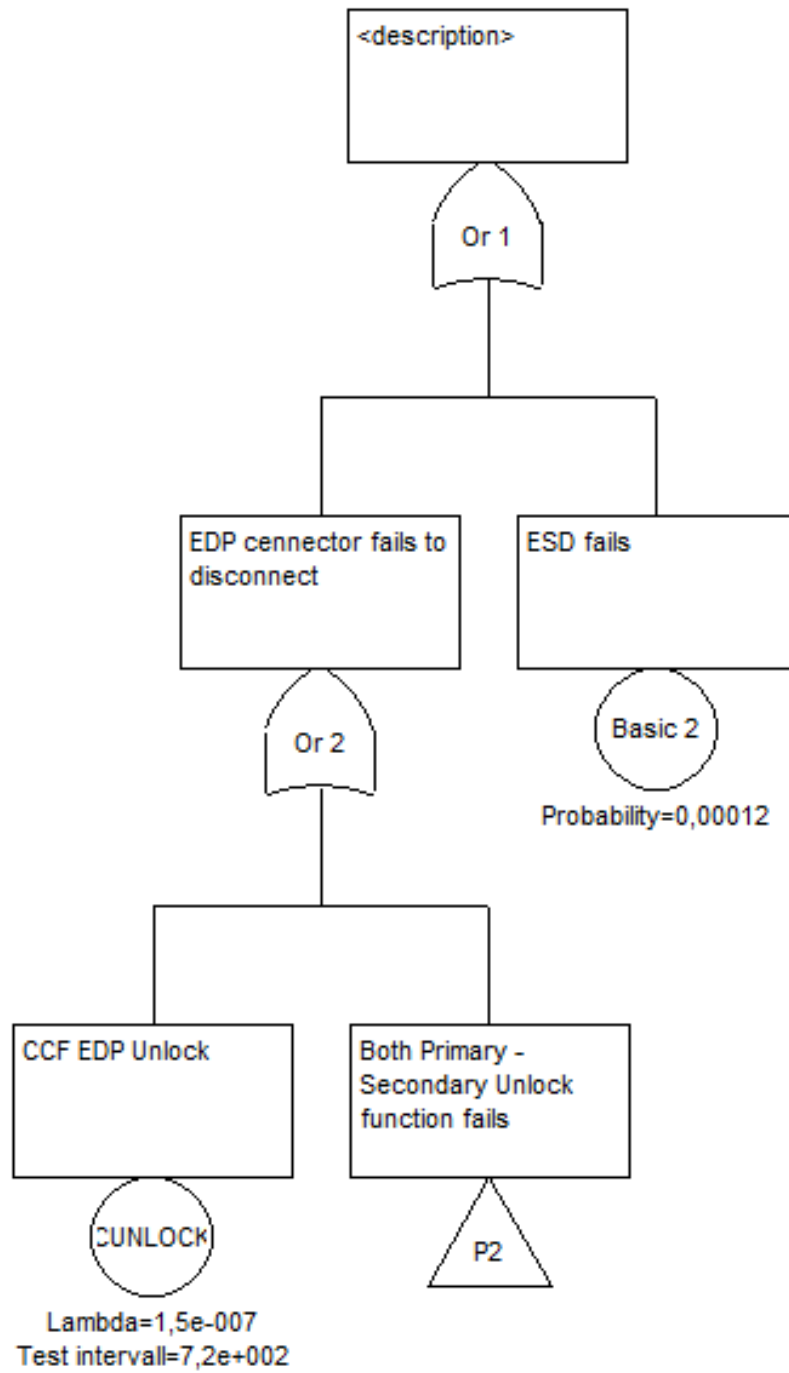 <description>
Or 1
EDP cennector fails to
disconnect
ESD fails
Or 2
Basic 2
Probability=0,00012
CCF EDP Unlock
Both Primary -
Secondary Unlock
function fails
CUNLOCK
P2
Lambda=1,5e-007
Test intervall=7,2e+002